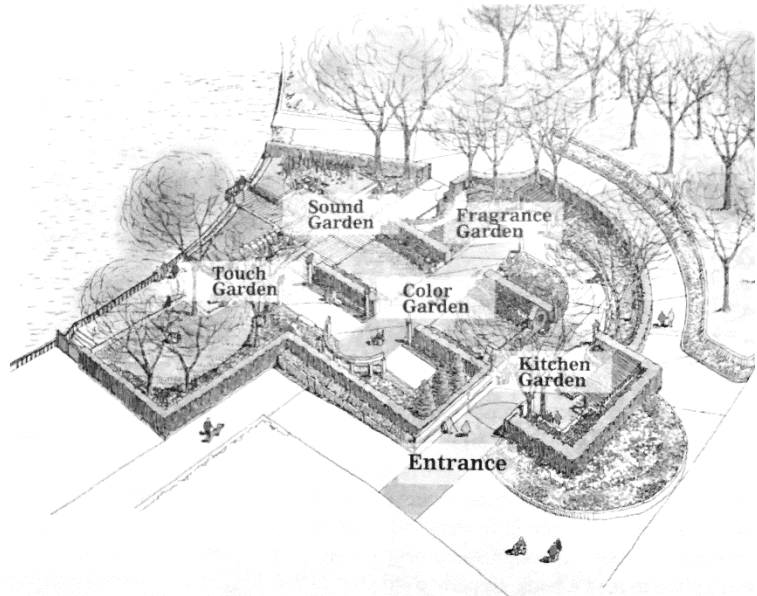 Sound
Garden
Fragrance
Garden
Touch
Garden
Color
Garden
Kitchen
Garden
Entrance